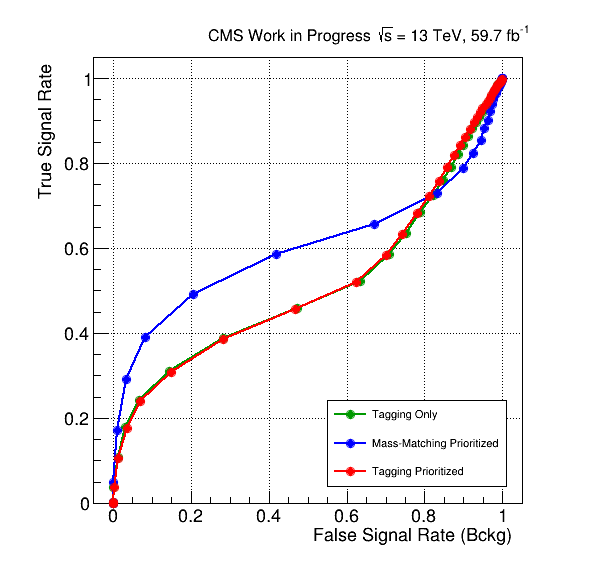 CMS Work in Progress √s = 13 TeV, 59.7 fb⁻¹
True Signal Rate
1
0.8
0.6
0.4
0.2
0
Tagging Only
Mass-Matching Prioritized
Tagging Prioritized
0 0.2 0.4 0.6 0.8 1
False Signal Rate (Bckg)